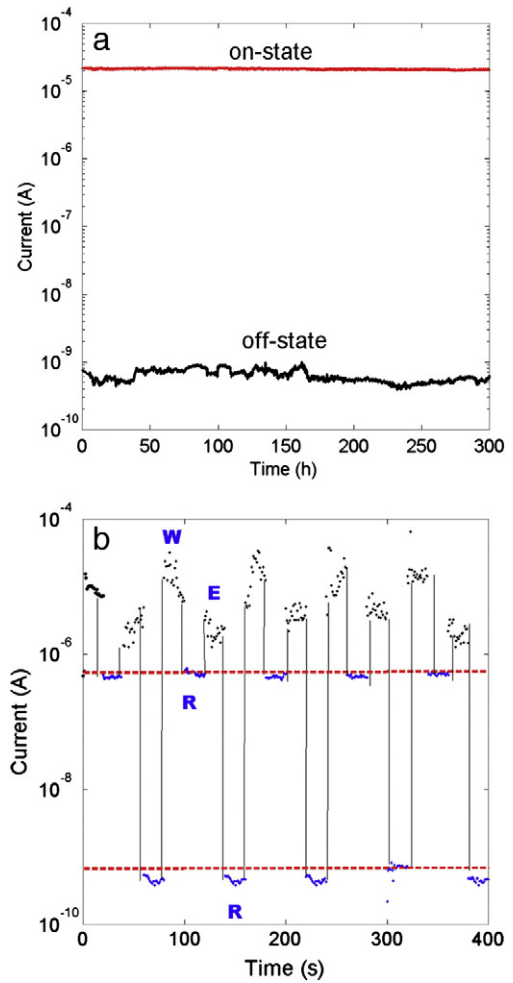 a
10⁻⁴
on-state
10⁻⁵
10⁻⁶
Current (A)
10⁻⁷
10⁻⁸
off-state
10⁻⁹
10⁻¹⁰
0 50 100 150 200 250 300
Time (h)
b
10⁻⁴
W
E
10⁻⁶
R
Current (A)
10⁻⁸
R
10⁻¹⁰
0 100 200 300 400
Time (s)